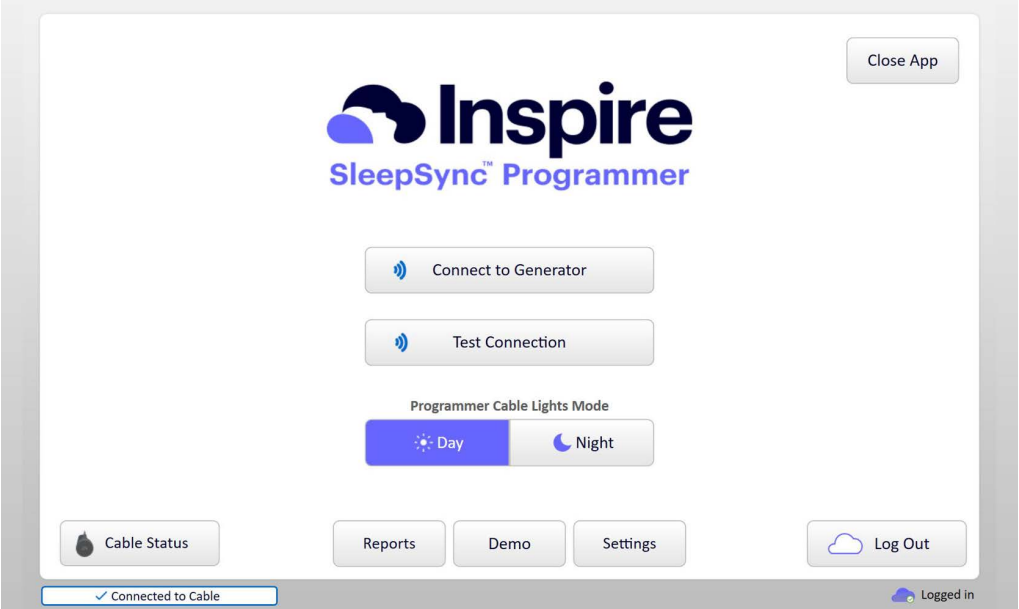 Close App
Inspire
SleepSync™ Programmer
Connect to Generator
Test Connection
Programmer Cable Lights Mode
Day Night
Cable Status Reports Demo Settings Log Out
Connected to Cable Logged in